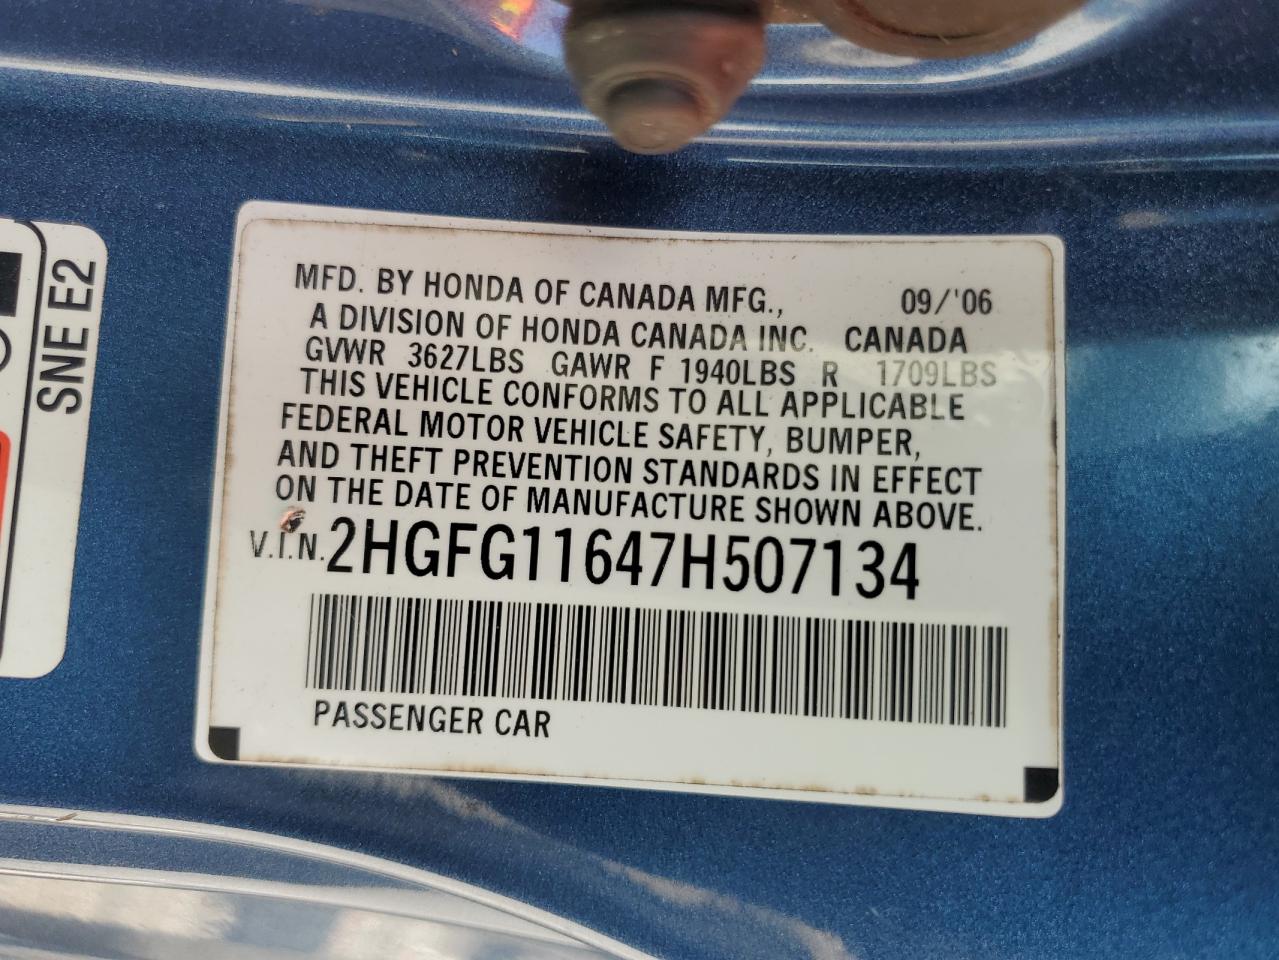 MFD. BY HONDA OF CANADA MFG., 09/'06
A DIVISION OF HONDA CANADA INC. CANADA
GVWR 3627LBS GAWR F 1940LBS R 1709LBS
THIS VEHICLE CONFORMS TO ALL APPLICABLE
FEDERAL MOTOR VEHICLE SAFETY, BUMPER,
AND THEFT PREVENTION STANDARDS IN EFFECT
ON THE DATE OF MANUFACTURE SHOWN ABOVE.
V.I.N. 2HGFG11647H507134
PASSENGER CAR
SNE E2